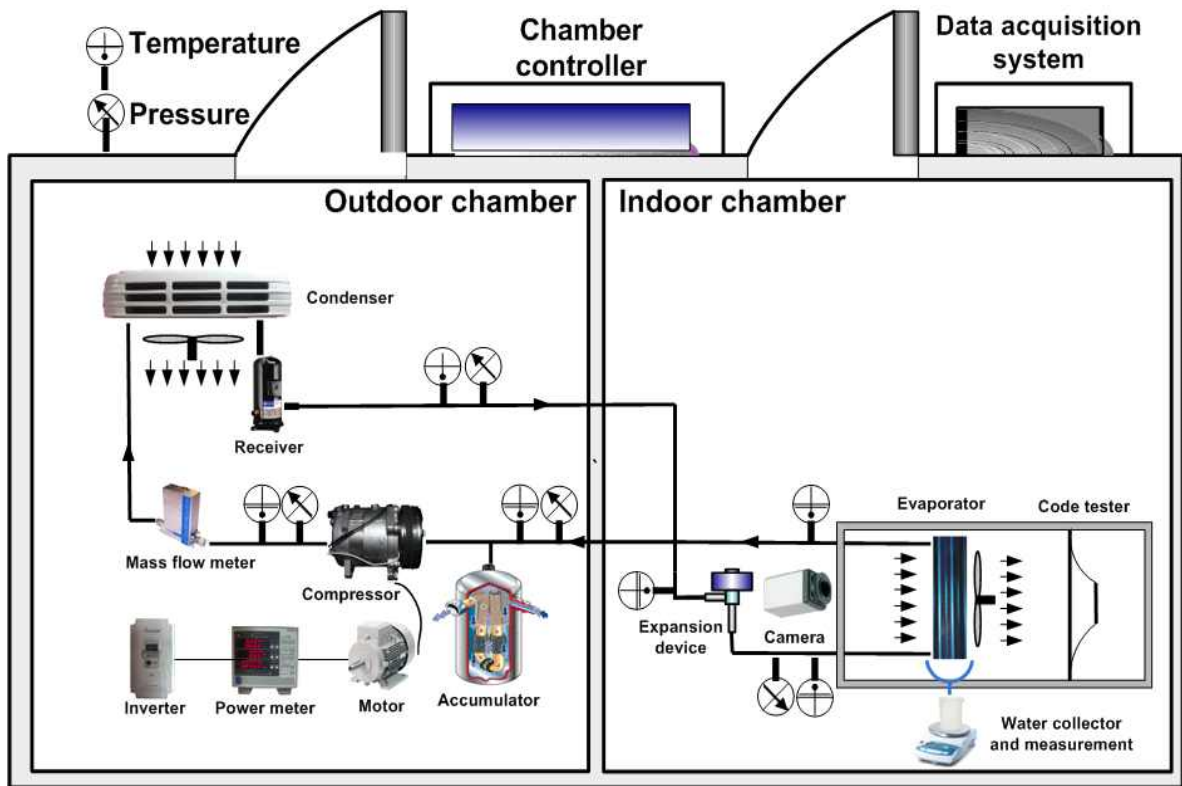 Temperature
Pressure
Chamber
controller
Data acquisition
system
Outdoor chamber
Indoor chamber
Condenser
Receiver
Mass flow meter
Compressor
Evaporator
Code tester
Expansion
device
Camera
Inverter
Power meter
Motor
Accumulator
Water collector
and measurement